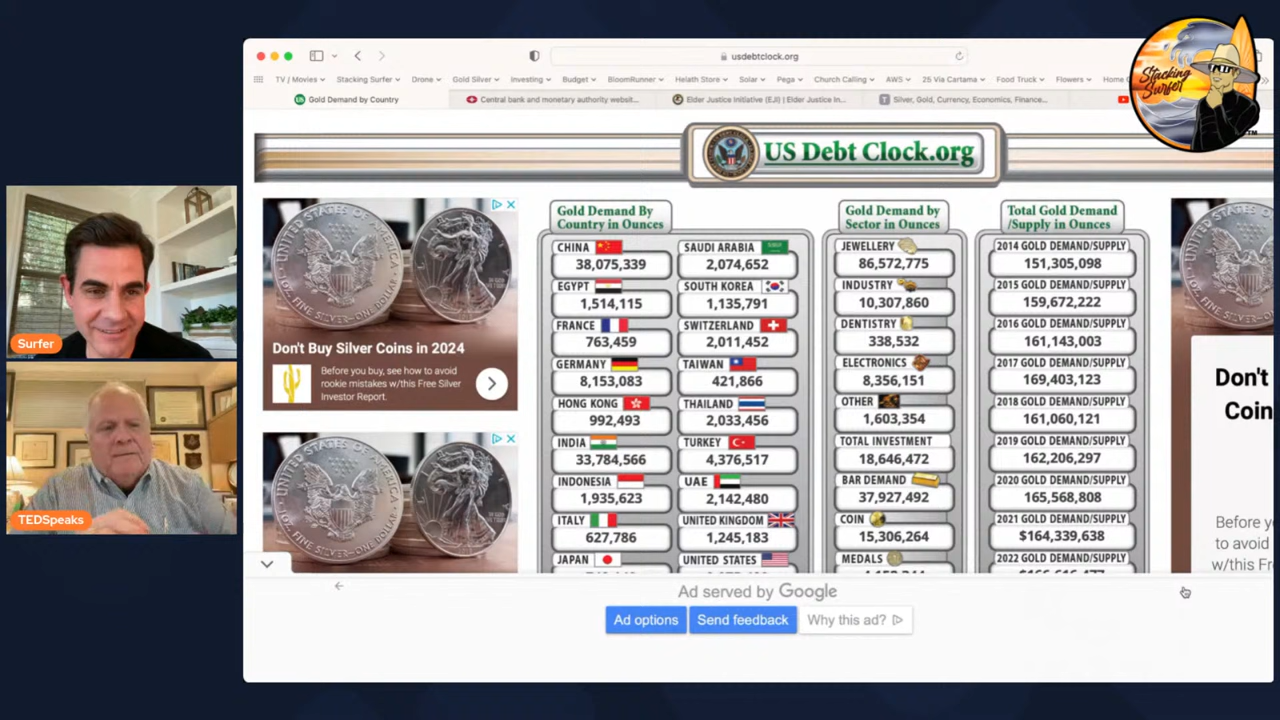 usdebtclock.org
TV / Movies
Stacking Surfer
Drone
Gold Silver
Investing
Budget
BloomRunner
Helath Store
Solar
Pega
Church Calling
AWS
25 Via Cartama
Food Truck
Flowers
Home
Gold Demand by Country
Central bank and monetary authority websit...
Elder Justice Initiative (EJI) | Elder Justice In...
Silver, Gold, Currency, Economics, Finance...
Stacking
Surfer
TM
US Debt Clock.org
Surfer
TEDSpeaks
UNITED STATES OF AMERICA
1 OZ. FINE SILVER~ONE DOLLAR
Don't Buy Silver Coins in 2024
Before you, see how to avoid
rookie mistakes w/this Free Silver
Investor Report.
Gold Demand By
Country in Ounces
CHINA
38,075,339
EGYPT
1,514,115
FRANCE
763,459
GERMANY
8,153,083
HONG KONG
992,493
INDIA
33,784,566
INDONESIA
1,935,623
ITALY
627,786
JAPAN
SAUDI ARABIA
2,074,652
SOUTH KOREA
1,135,791
SWITZERLAND
2,011,452
TAIWAN
421,866
THAILAND
2,033,456
TURKEY
4,376,517
UAE
2,142,480
UNITED KINGDOM
1,245,183
UNITED STATES
Gold Demand by
Sector in Ounces
JEWELLERY
86,572,775
INDUSTRY
10,307,860
DENTISTRY
338,532
ELECTRONICS
8,356,151
OTHER
1,603,354
TOTAL INVESTMENT
18,646,472
BAR DEMAND
37,927,492
COIN
15,306,264
MEDALS
Total Gold Demand
/Supply in Ounces
2014 GOLD DEMAND/SUPPLY
151,305,098
2015 GOLD DEMAND/SUPPLY
159,672,222
2016 GOLD DEMAND/SUPPLY
161,143,003
2017 GOLD DEMAND/SUPPLY
169,403,123
2018 GOLD DEMAND/SUPPLY
161,060,121
2019 GOLD DEMAND/SUPPLY
162,206,297
2020 GOLD DEMAND/SUPPLY
165,568,808
2021 GOLD DEMAND/SUPPLY
$164,339,638
2022 GOLD DEMAND/SUPPLY
Don't
Coin
Before yo
to avoid
w/this Fr
Ad served by Google
Ad options
Send feedback
Why this ad?